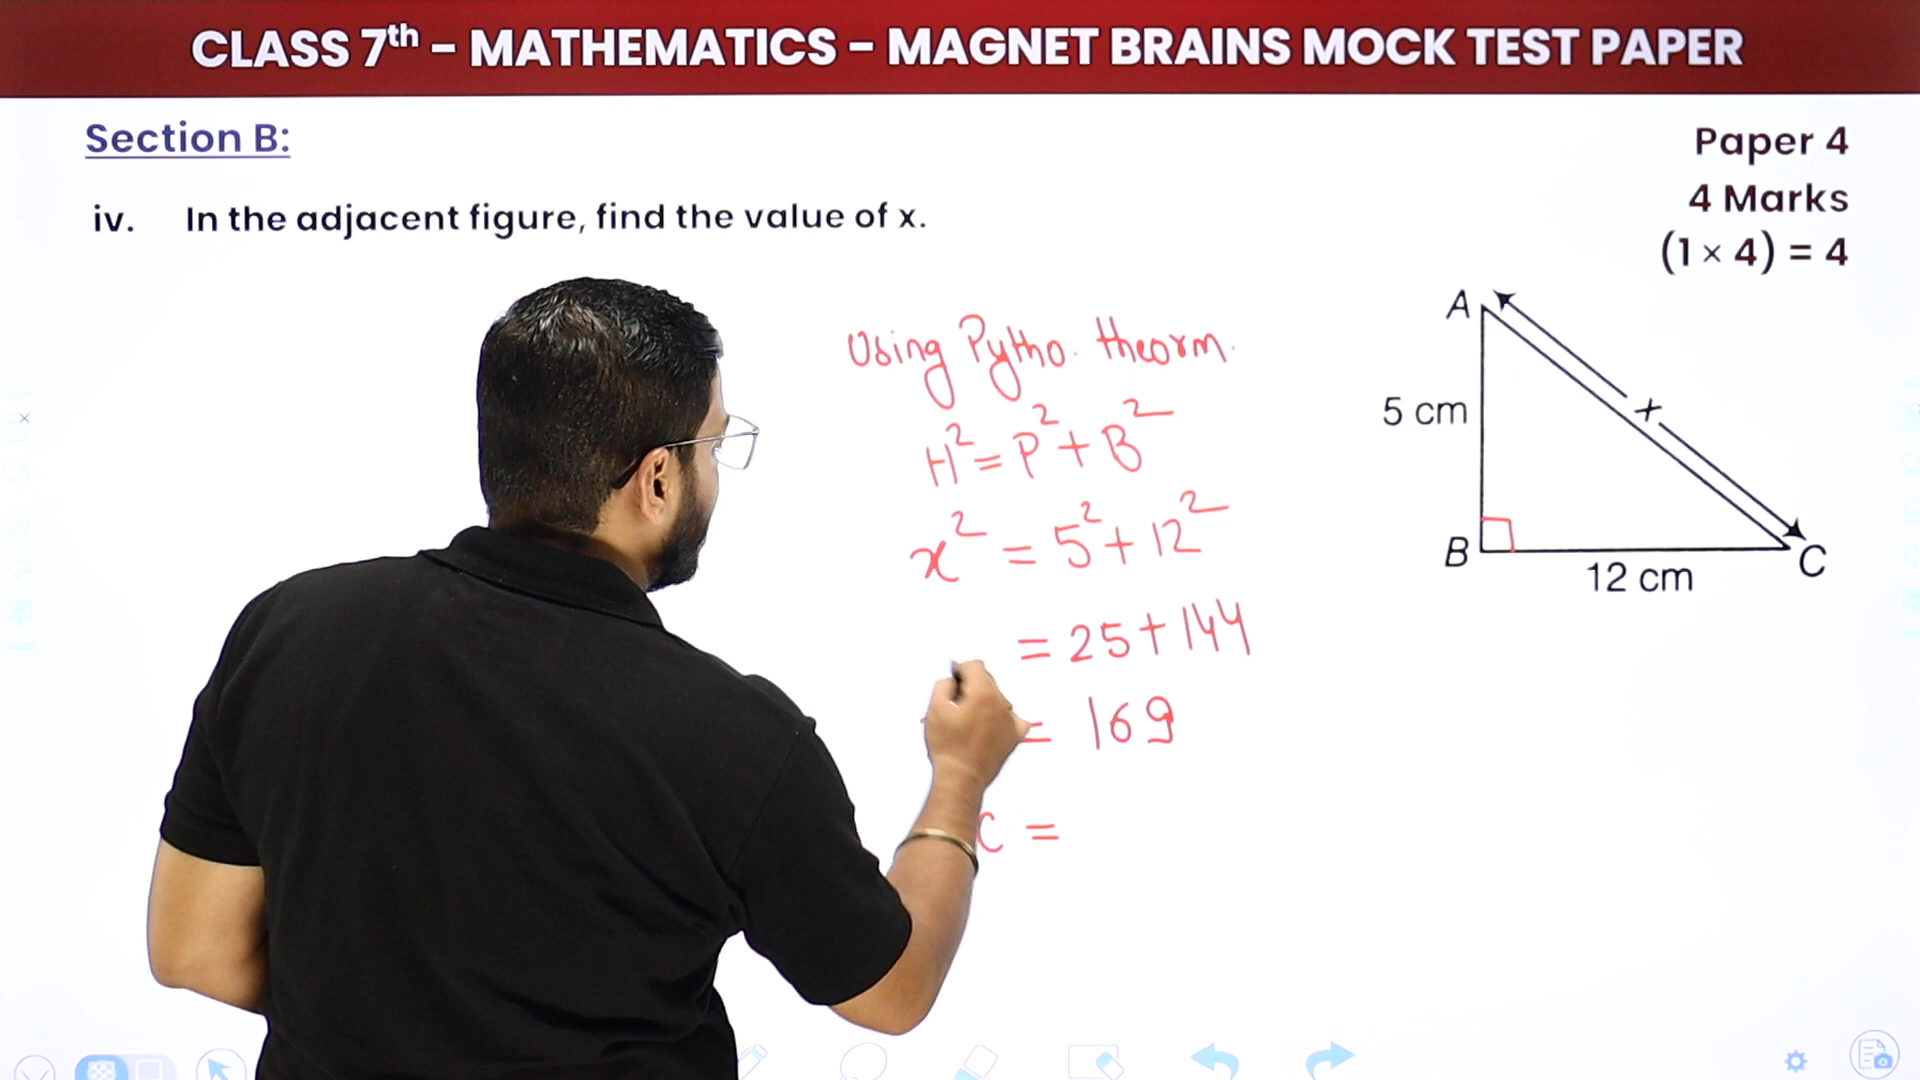 CLASS 7th – MATHEMATICS – MAGNET BRAINS MOCK TEST PAPER
Section B:
Paper 4
4 Marks
(1 × 4) = 4
iv. In the adjacent figure, find the value of x.
Using Pytho. theorm.
H² = P² + B²
x² = 5² + 12²
= 25 + 144
= 169
=
A
x
5 cm
B
C
12 cm